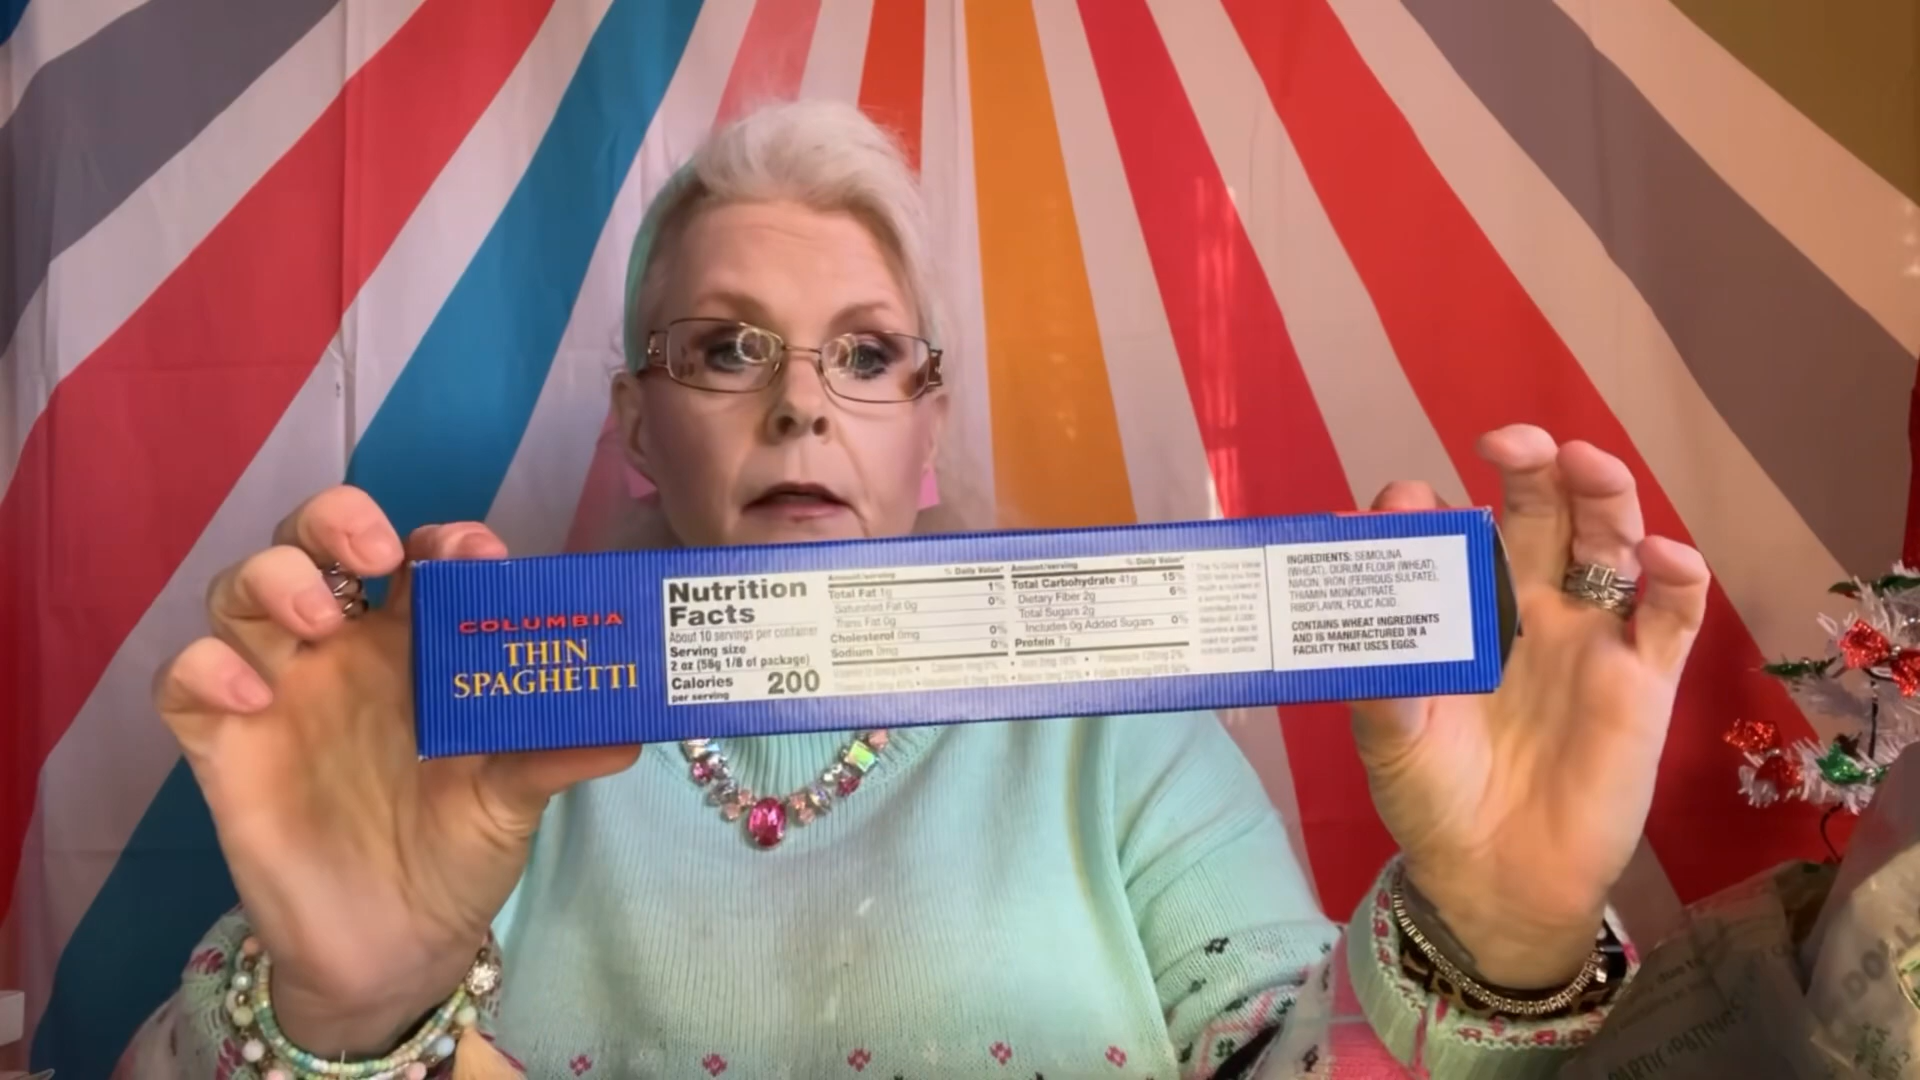 COLUMBIA
THIN
SPAGHETTI
Nutrition
Facts
About 10 servings per container
Serving size
2 oz (56g 1/8 of package)
Calories
per serving
200
Amount/serving % Daily Value*
Total Fat 1g 1%
Saturated Fat 0g 0%
Trans Fat 0g
Cholesterol 0mg 0%
Sodium 0mg 0%
Amount/serving % Daily Value*
Total Carbohydrate 41g 15%
Dietary Fiber 2g 6%
Total Sugars 2g
Includes 0g Added Sugars 0%
Protein 7g
INGREDIENTS: SEMOLINA
(WHEAT), DURUM FLOUR (WHEAT),
NIACIN, IRON (FERROUS SULFATE),
THIAMIN MONONITRATE,
RIBOFLAVIN, FOLIC ACID.
CONTAINS WHEAT INGREDIENTS
AND IS MANUFACTURED IN A
FACILITY THAT USES EGGS.